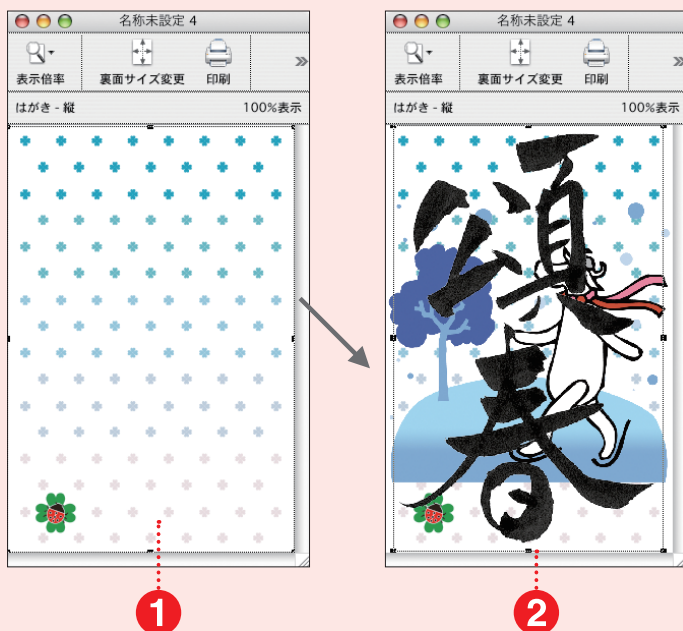 名称未設定 4
表示倍率
裏面サイズ変更
印刷
»
はがき - 縦
100%表示
1
名称未設定 4
表示倍率
裏面サイズ変更
印刷
»
はがき - 縦
100%表示
頌春
2